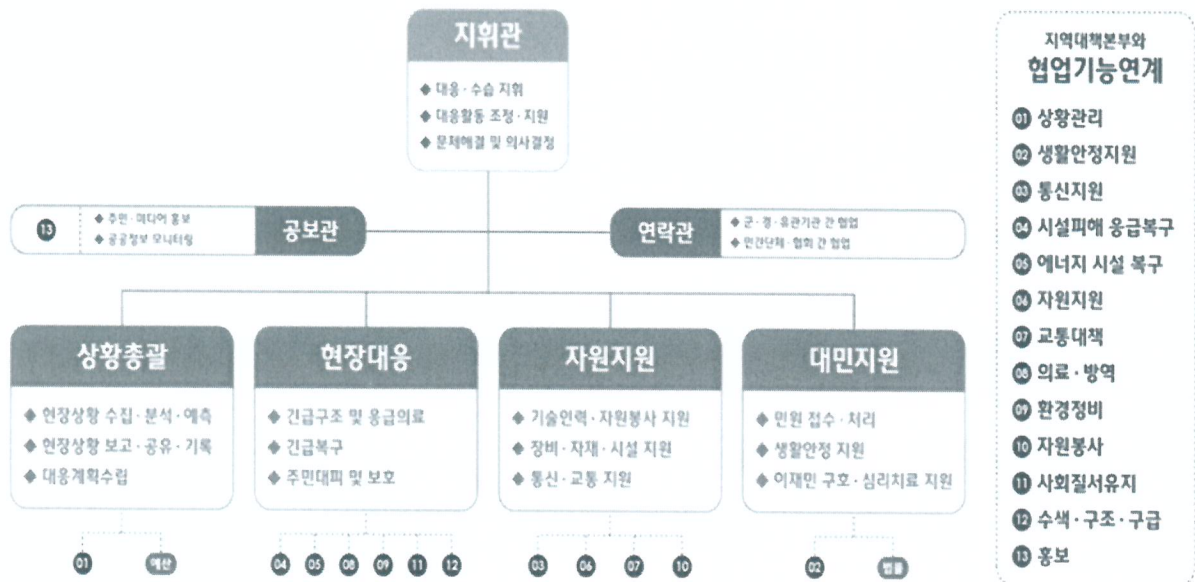 지휘관
◆ 대응·수습 지휘
◆ 대응활동 조정·지원
◆ 문제해결 및 의사결정
13
◆ 주민·미디어 홍보
◆ 공공정보 모니터링
공보관
연락관
◆ 군·경·유관기관 간 협업
◆ 민간단체·협회 간 협업
상황총괄
◆ 현장상황 수집·분석·예측
◆ 현장상황 보고·공유·기록
◆ 대응계획수립
01 예산
현장대응
◆ 긴급구조 및 응급의료
◆ 긴급복구
◆ 주민대피 및 보호
04 05 08 09 11 12
자원지원
◆ 기술인력·자원봉사 지원
◆ 장비·자재·시설 지원
◆ 통신·교통 지원
03 06 07 10
대민지원
◆ 민원 접수·처리
◆ 생활안정 지원
◆ 이재민 구호·심리치료 지원
02 법률
지역대책본부와
협업기능연계
01 상황관리
02 생활안정지원
03 통신지원
04 시설피해 응급복구
05 에너지 시설 복구
06 자원지원
07 교통대책
08 의료·방역
09 환경정비
10 자원봉사
11 사회질서유지
12 수색·구조·구급
13 홍보